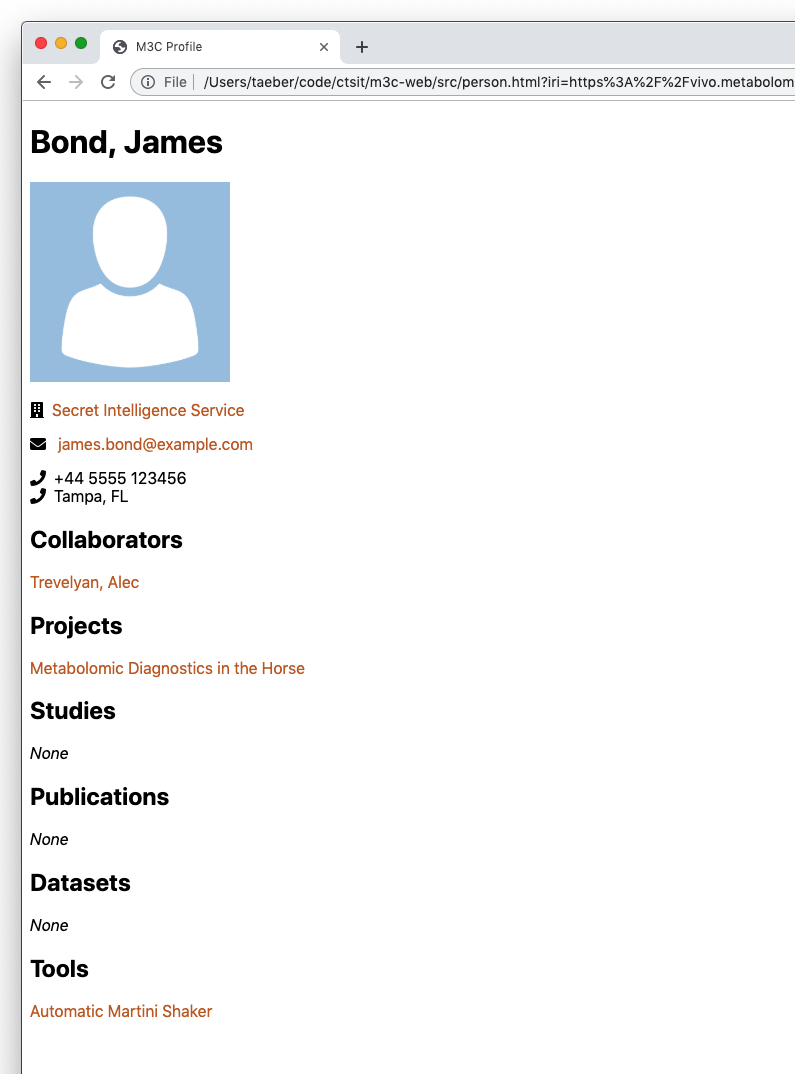 M3C Profile
File /Users/taeber/code/ctsit/m3c-web/src/person.html?iri=https%3A%2F%2Fvivo.metabolom
Bond, James
Secret Intelligence Service
james.bond@example.com
+44 5555 123456
Tampa, FL
Collaborators
Trevelyan, Alec
Projects
Metabolomic Diagnostics in the Horse
Studies
None
Publications
None
Datasets
None
Tools
Automatic Martini Shaker